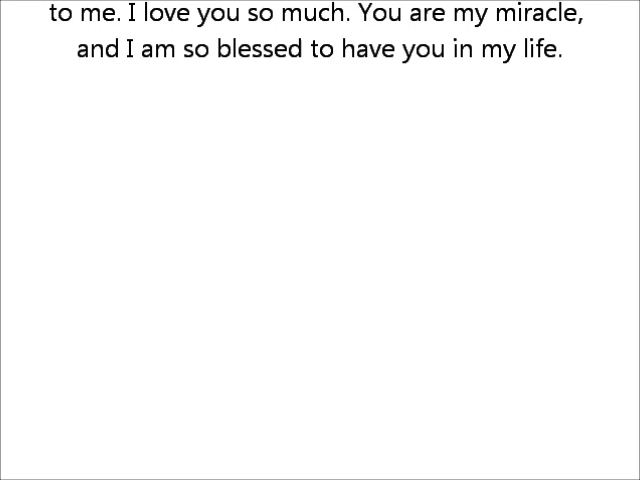 to me. I love you so much. You are my miracle,
and I am so blessed to have you in my life.